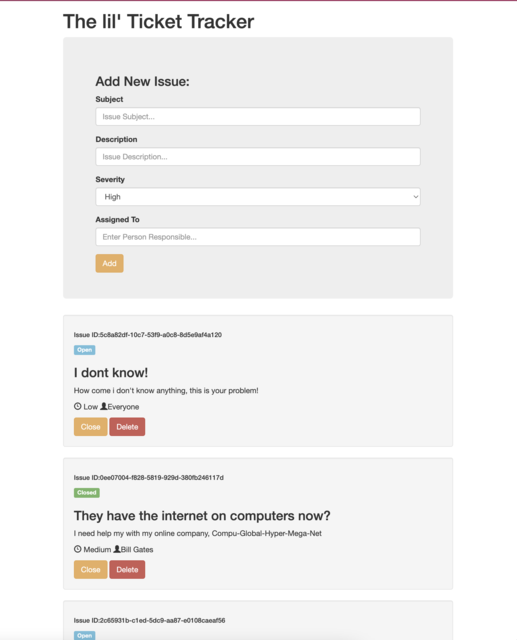 The lil' Ticket Tracker
Add New Issue:
Subject
Issue Subject...
Description
Issue Description...
Severity
High
Assigned To
Enter Person Responsible...
Add
Issue ID:5c8a82df-10c7-53f9-a0c8-8d5e9af4a120
Open
I dont know!
How come i don't know anything, this is your problem!
Low Everyone
Close Delete
Issue ID:0ee07004-f828-5819-929d-380fb246117d
Closed
They have the internet on computers now?
I need help my with my online company, Compu-Global-Hyper-Mega-Net
Medium Bill Gates
Close Delete
Issue ID:2c65931b-c1ed-5dc9-aa87-e0108caeaf56
Open